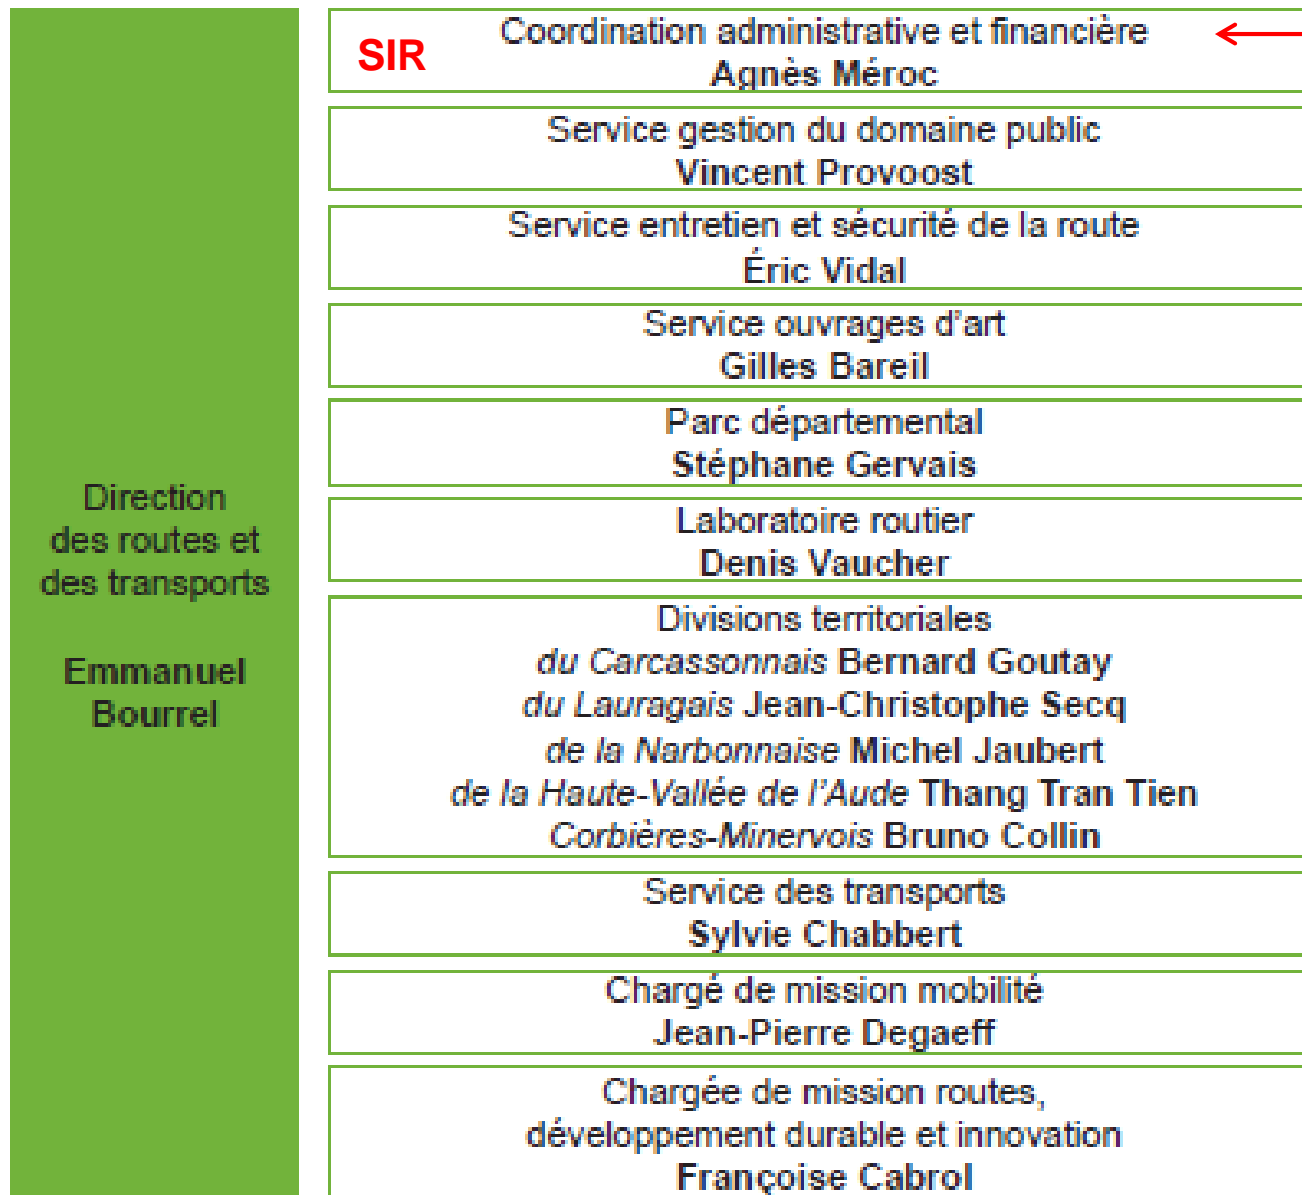 Direction
des routes et
des transports
Emmanuel
Bourrel
SIR
Coordination administrative et financière
Agnès Méroc
Service gestion du domaine public
Vincent Provoost
Service entretien et sécurité de la route
Éric Vidal
Service ouvrages d'art
Gilles Bareil
Parc départemental
Stéphane Gervais
Laboratoire routier
Denis Vaucher
Divisions territoriales
du Carcassonnais Bernard Goutay
du Lauragais Jean-Christophe Secq
de la Narbonnaise Michel Jaubert
de la Haute-Vallée de l'Aude Thang Tran Tien
Corbières-Minervois Bruno Collin
Service des transports
Sylvie Chabbert
Chargé de mission mobilité
Jean-Pierre Degaeff
Chargée de mission routes,
développement durable et innovation
Françoise Cabrol